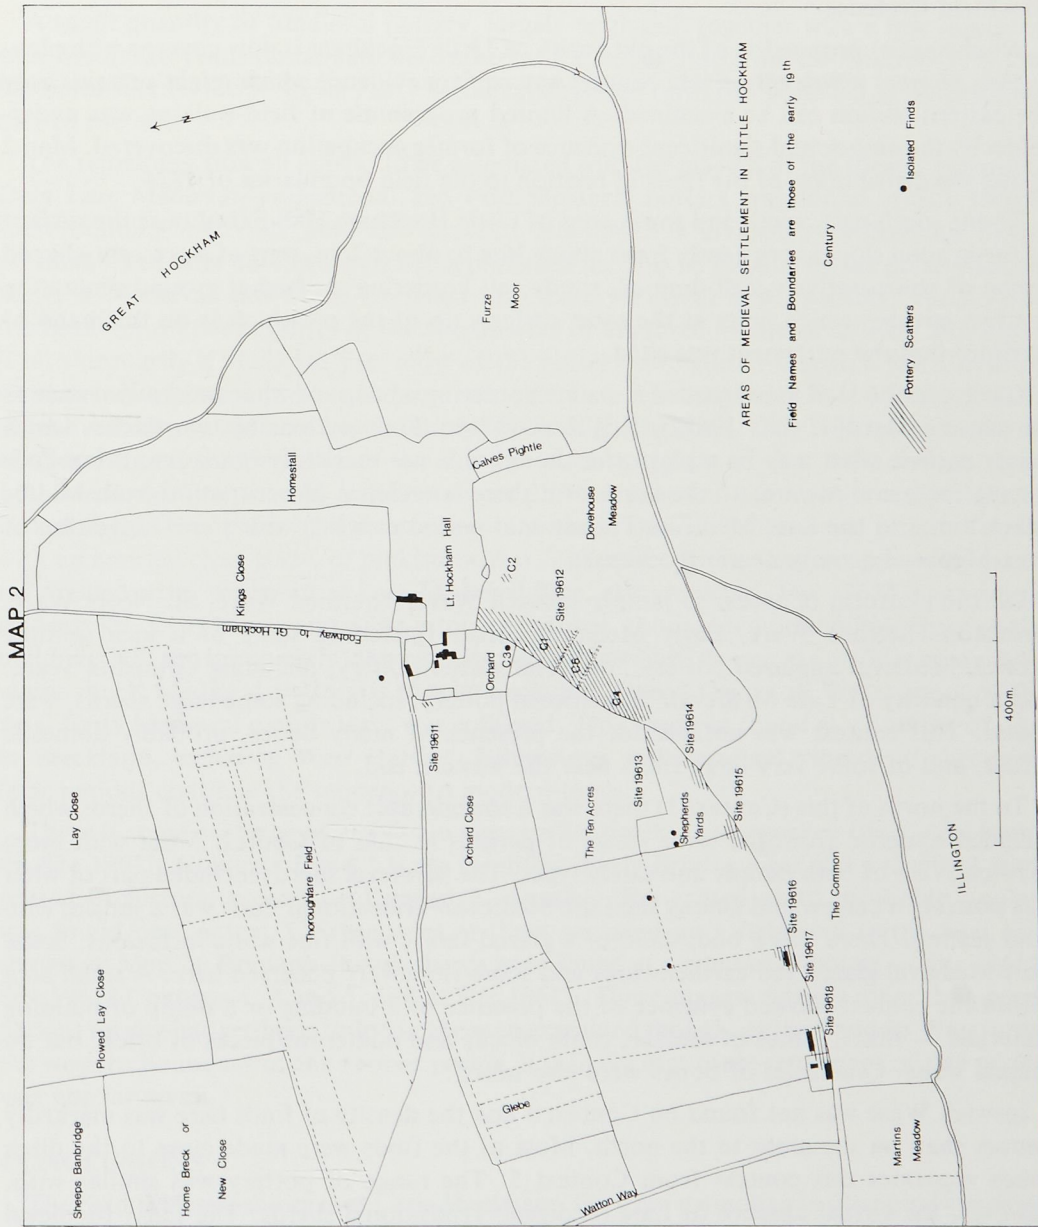 MAP 2
GREAT HOCKHAM
N
AREAS OF MEDIEVAL SETTLEMENT IN LITTLE HOCKHAM
Field Names and Boundaries are those of the early 19th
Century
Pottery Scatters
Isolated Finds
Furze
Moor
Calves Pightle
Homestall
Kings Close
Footway to Gt. Hockham
Lt. Hockham Hall
Dovehouse
Meadow
C2
Site 19612
C1
C5
C4
C3
Orchard
Site 19611
Site 19614
Site 19613
Site 19615
Shepherds
Yards
The Ten Acres
Orchard Close
Thoroughfare Field
Lay Close
Plowed Lay Close
Sheeps Banbridge
Home Breck or
New Close
Glebe
Watton Way
Site 19616
Site 19617
Site 19618
The Common
ILLINGTON
Martins
Meadow
400m.